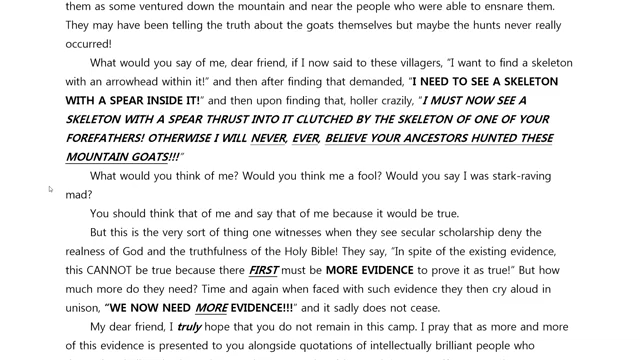 them as some ventured down the mountain and near the people who were able to ensnare them.
They may have been telling the truth about the goats themselves but maybe the hunts never really
occurred!
What would you say of me, dear friend, if I now said to these villagers, "I want to find a skeleton
with an arrowhead within it!" and then after finding that demanded, "I NEED TO SEE A SKELETON
WITH A SPEAR INSIDE IT!" and then upon finding that, holler crazily, "I MUST NOW SEE A
SKELETON WITH A SPEAR THRUST INTO IT CLUTCHED BY THE SKELETON OF ONE OF YOUR
FOREFATHERS! OTHERWISE I WILL NEVER, EVER, BELIEVE YOUR ANCESTORS HUNTED THESE
MOUNTAIN GOATS!!!"
What would you think of me? Would you think me a fool? Would you say I was stark-raving
mad?
You should think that of me and say that of me because it would be true.
But this is the very sort of thing one witnesses when they see secular scholarship deny the
realness of God and the truthfulness of the Holy Bible! They say, "In spite of the existing evidence,
this CANNOT be true because there FIRST must be MORE EVIDENCE to prove it as true!" But how
much more do they need? Time and again when faced with such evidence they then cry aloud in
unison, "WE NOW NEED MORE EVIDENCE!!!" and it sadly does not cease.
My dear friend, I truly hope that you do not remain in this camp. I pray that as more and more
of this evidence is presented to you alongside quotations of intellectually brilliant people who